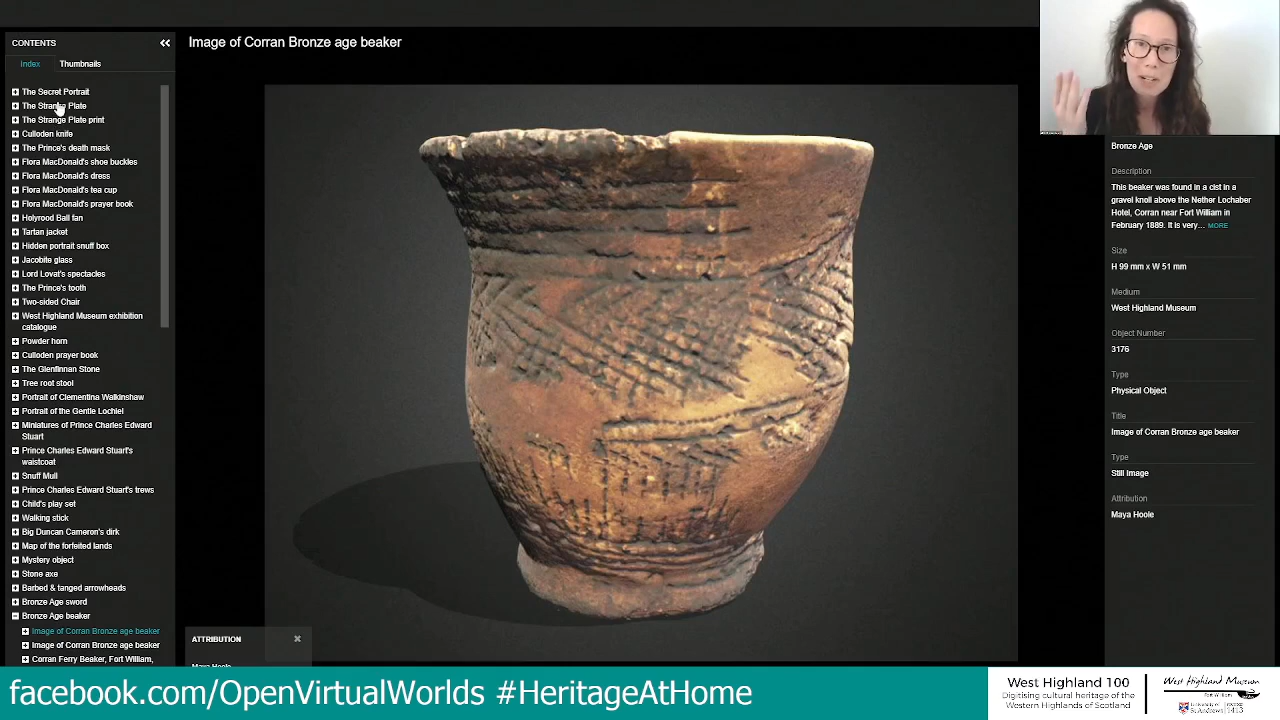 CONTENTS
Index Thumbnails
The Secret Portrait
The Strange Plate
The Strange Plate print
Culloden knife
The Prince's death mask
Flora MacDonald's shoe buckles
Flora MacDonald's dress
Flora MacDonald's tea cup
Flora MacDonald's prayer book
Holyrood Ball fan
Tartan jacket
Hidden portrait snuff box
Jacobite glass
Lord Lovat's spectacles
The Prince's tooth
Two-sided Chair
West Highland Museum exhibition
catalogue
Powder horn
Culloden prayer book
The Glenfinnan Stone
Tree root stool
Portrait of Clementina Walkinshaw
Portrait of the Gentle Lochiel
Miniatures of Prince Charles Edward
Stuart
Prince Charles Edward Stuart's
waistcoat
Snuff Mull
Prince Charles Edward Stuart's trews
Child's play set
Walking stick
Big Duncan Cameron's dirk
Map of the forfeited lands
Mystery object
Stone axe
Barbed & tanged arrowheads
Bronze Age sword
Bronze Age beaker
Image of Corran Bronze age beaker
Image of Corran Bronze age beaker
Corran Ferry Beaker, Fort William,
Image of Corran Bronze age beaker
ATTRIBUTION
Maya Hoole
Bronze Age
Description
This beaker was found in a cist in a
gravel knoll above the Nether Lochaber
Hotel, Corran near Fort William in
February 1889. It is very... MORE
Size
H 99 mm x W 51 mm
Medium
West Highland Museum
Object Number
3176
Type
Physical Object
Title
Image of Corran Bronze age beaker
Type
Still Image
Attribution
Maya Hoole
facebook.com/OpenVirtualWorlds #HeritageAtHome
West Highland 100
Digitising cultural heritage of the
Western Highlands of Scotland
West Highland Museum
Fort William
University of
St Andrews 1413